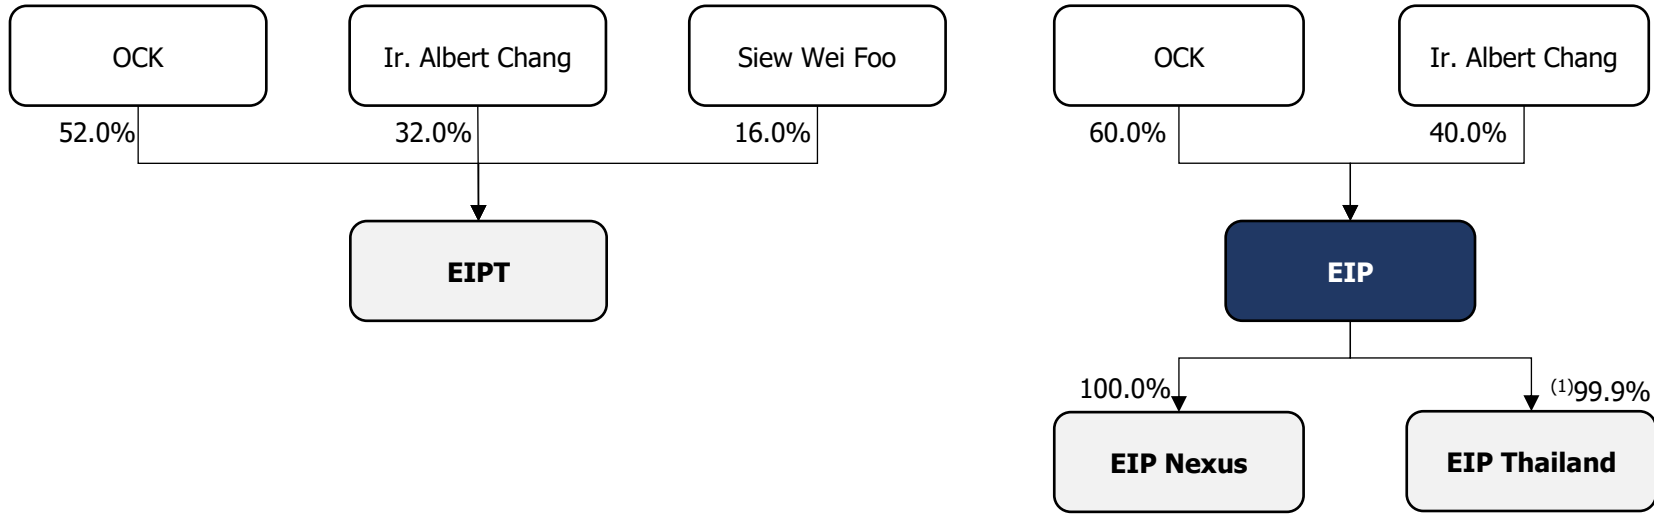 OCK
Ir. Albert Chang
Siew Wei Foo
OCK
Ir. Albert Chang
52.0%
32.0%
16.0%
60.0%
40.0%
EIPT
EIP
100.0%
(1)99.9%
EIP Nexus
EIP Thailand